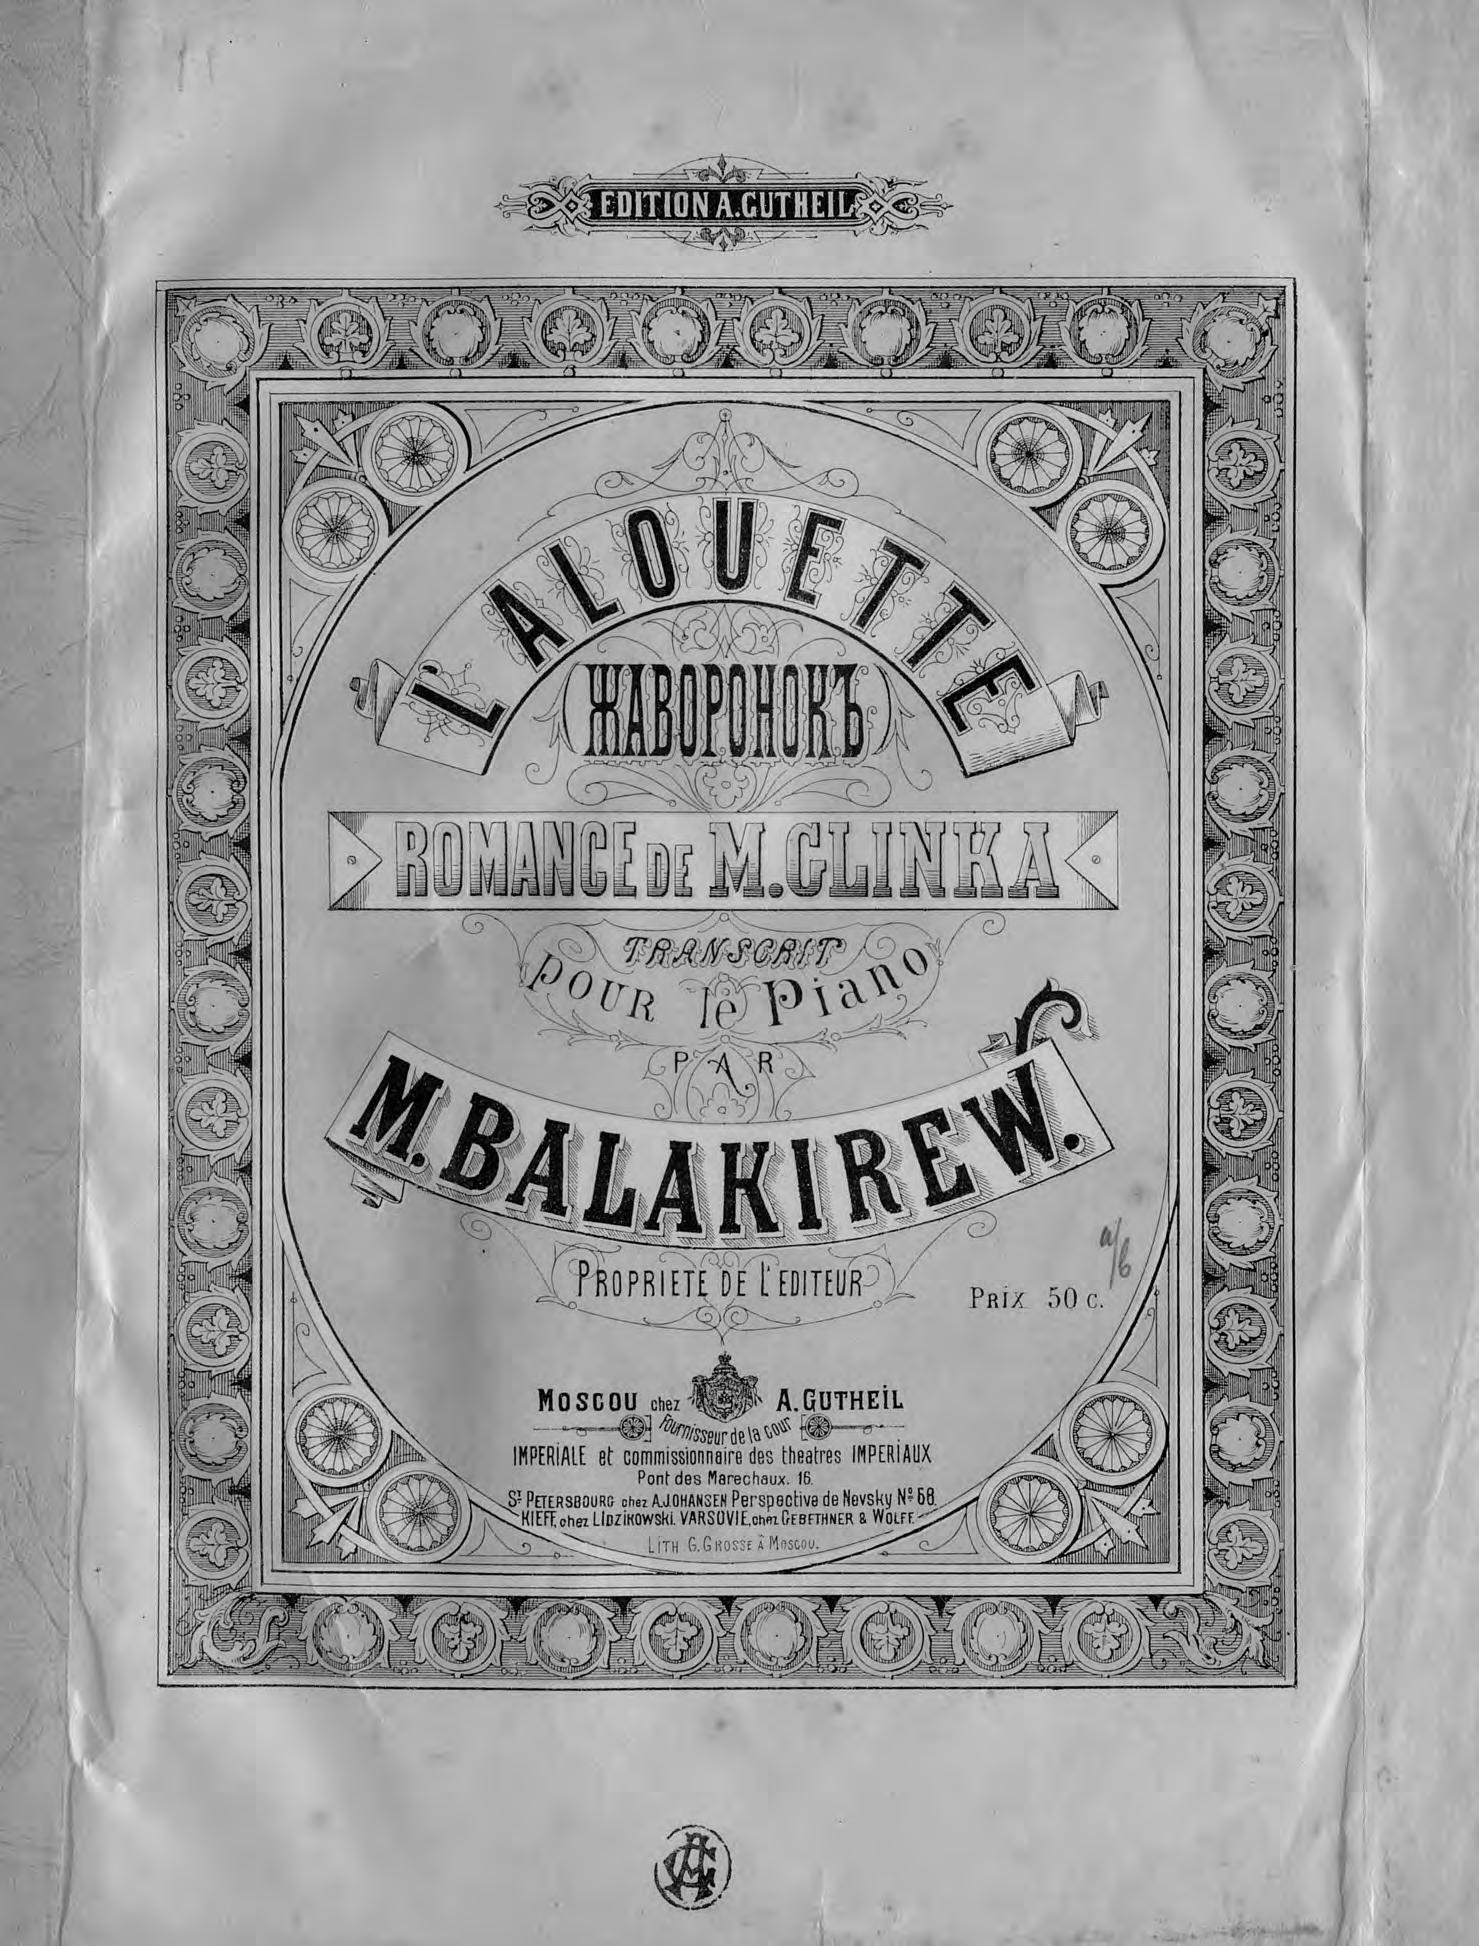 EDITION A. GUTHEIL
L'ALOUETTE
(ЖАВОРОНОКЪ)
ROMANCE DE M. GLINKA
TRANSCRIT
pour le Piano
PAR
M. BALAKIREW.
PROPRIETE DE L'EDITEUR
a/b
PRIX 50 C.
MOSCOU chez A. GUTHEIL
Fournisseur de la cour
IMPERIALE et commissionnaire des theatres IMPERIAUX
Pont des Marechaux. 16.
ST PETERSBOURG chez A. JOHANSEN Perspective de Nevsky № 68.
KIEFF, chez LIDZIKOWSKI. VARSOVIE, chez GEBETHNER & WOLFF.
LITH G. GROSSE À MOSCOU.